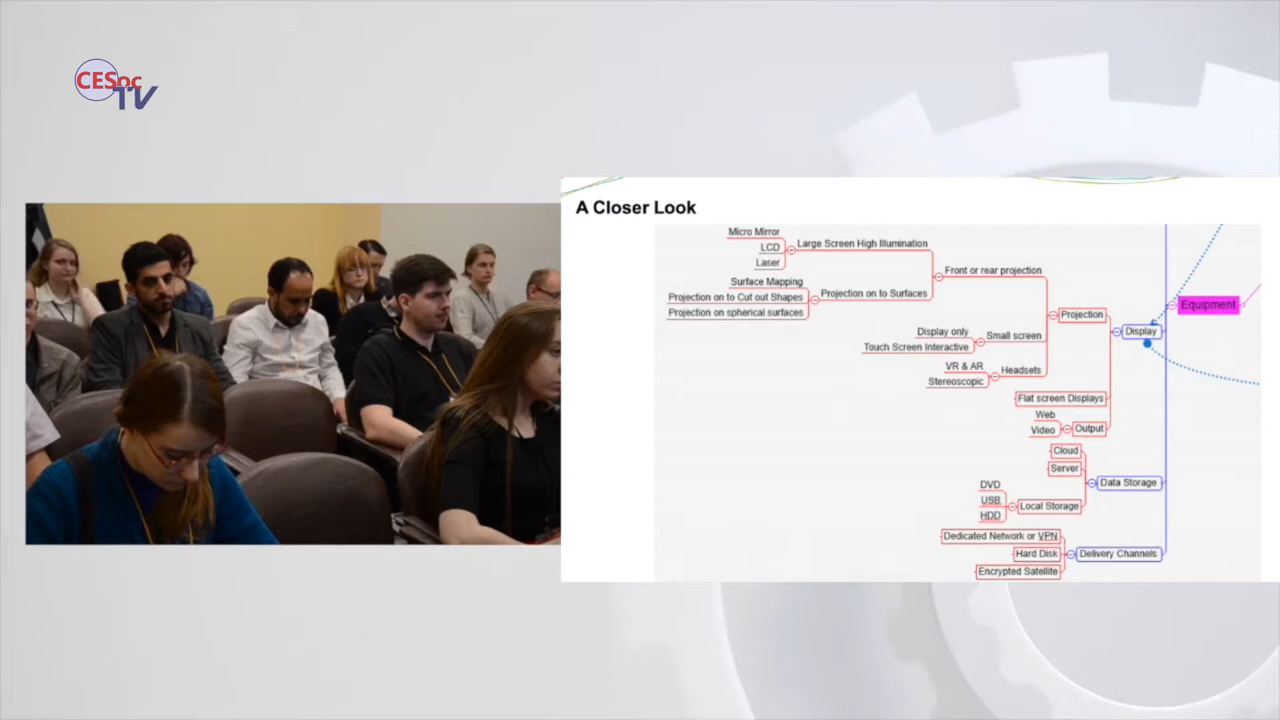 CESoc
TV
A Closer Look
Micro Mirror
LCD
Laser
Large Screen High Illumination
Surface Mapping
Projection on to Cut out Shapes
Projection on spherical surfaces
Projection on to Surfaces
Front or rear projection
Display only
Touch Screen Interactive
Small screen
VR & AR
Stereoscopic
Headsets
Projection
Flat screen Displays
Web
Video
Output
Display
Equipment
Cloud
Server
DVD
USB
HDD
Local Storage
Data Storage
Dedicated Network or VPN
Hard Disk
Encrypted Satellite
Delivery Channels